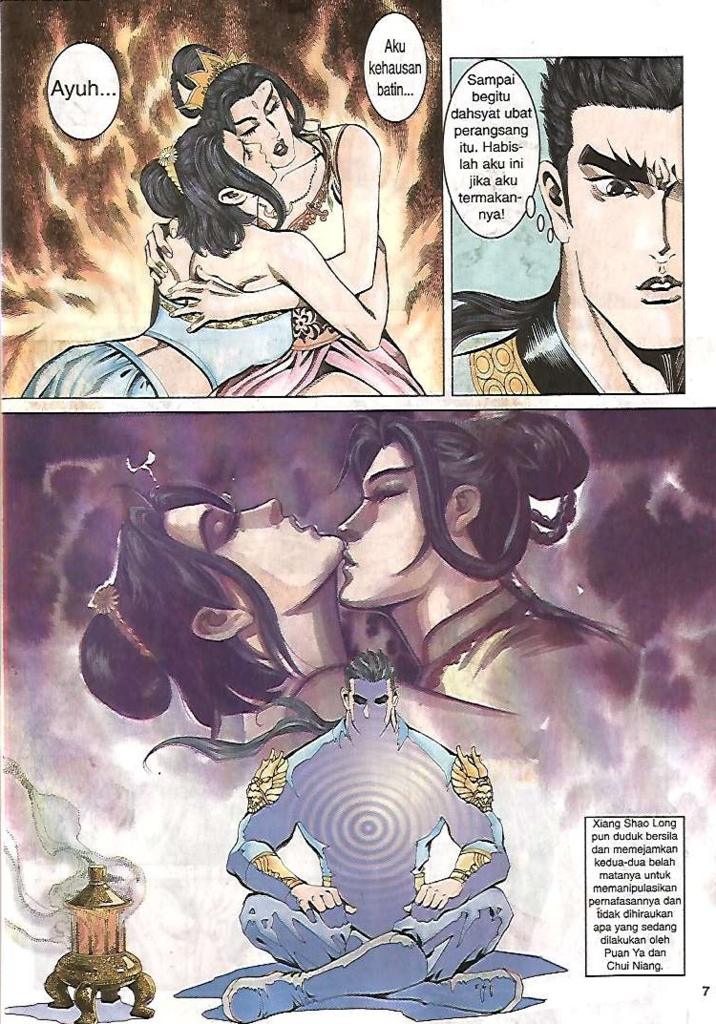 Ayuh...
Aku
kehausan
batin...
Sampai
begitu
dahsyat ubat
perangsang
itu. Habis-
lah aku ini
jika aku
termakan-
nya!
Xiang Shao Long
pun duduk bersila
dan memejamkan
kedua-dua belah
matanya untuk
memanipulasikan
pernafasannya dan
tidak dihiraukan
apa yang sedang
dilakukan oleh
Puan Ya dan
Chui Niang.
7